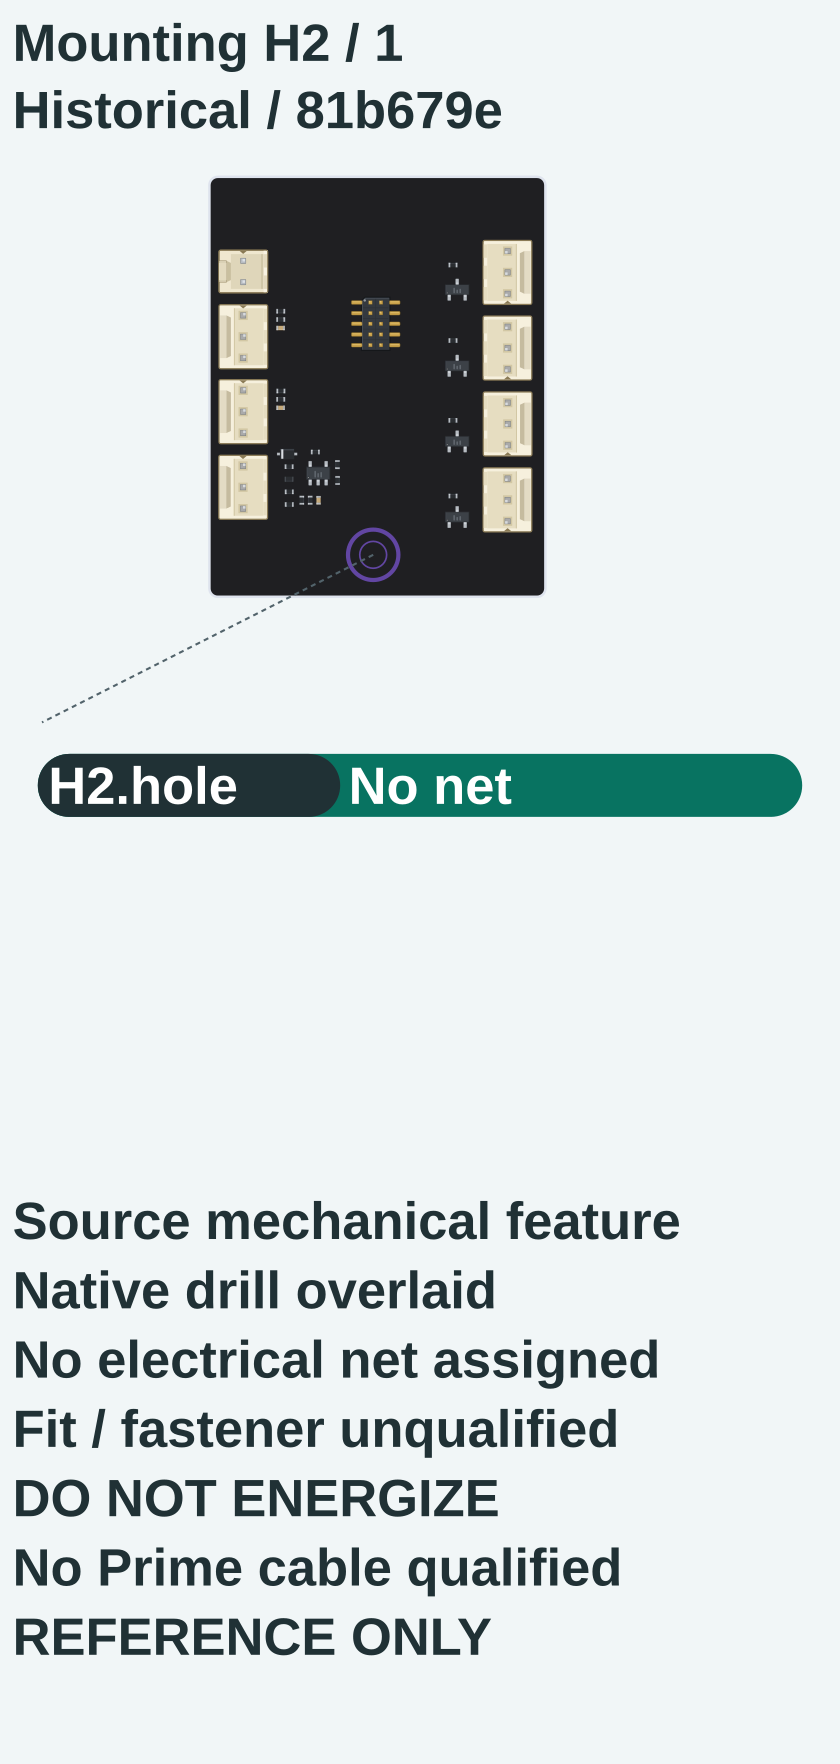 Mounting H2 / 1
Historical / 81b679e
H2.hole No net
Source mechanical feature
Native drill overlaid
No electrical net assigned
Fit / fastener unqualified
DO NOT ENERGIZE
No Prime cable qualified
REFERENCE ONLY